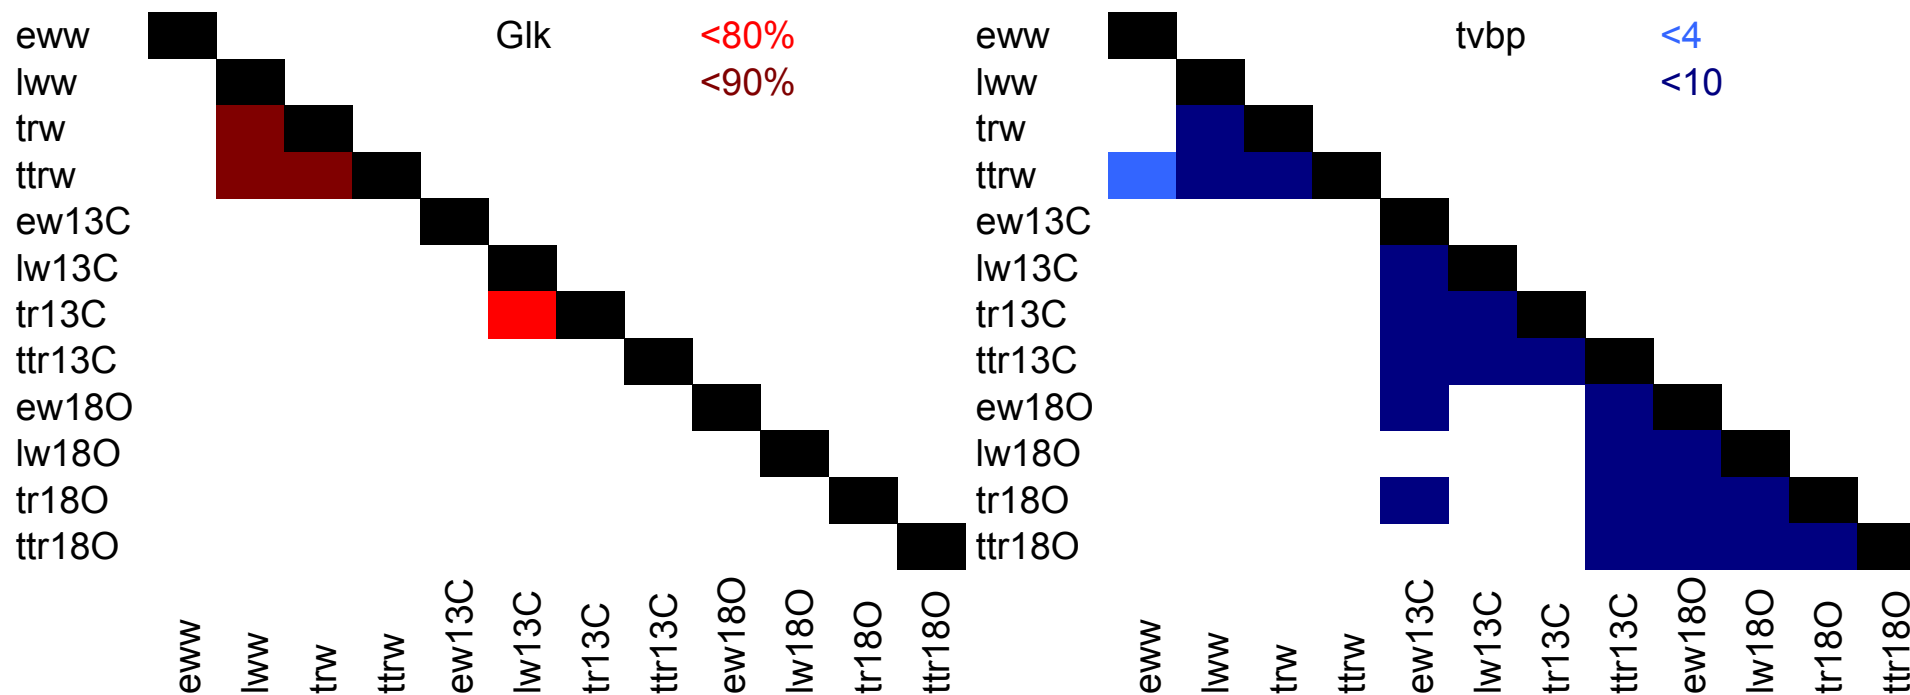 eww Glk <80%
lww <90%
trw
ttrw
ew13C
lw13C
tr13C
ttr13C
ew18O
lw18O
tr18O
ttr18O
eww lww trw ttrw ew13C lw13C tr13C ttr13C ew18O lw18O tr18O ttr18O
eww tvbp <4
lww <10
trw
ttrw
ew13C
lw13C
tr13C
ttr13C
ew18O
lw18O
tr18O
ttr18O
eww lww trw ttrw ew13C lw13C tr13C ttr13C ew18O lw18O tr18O ttr18O